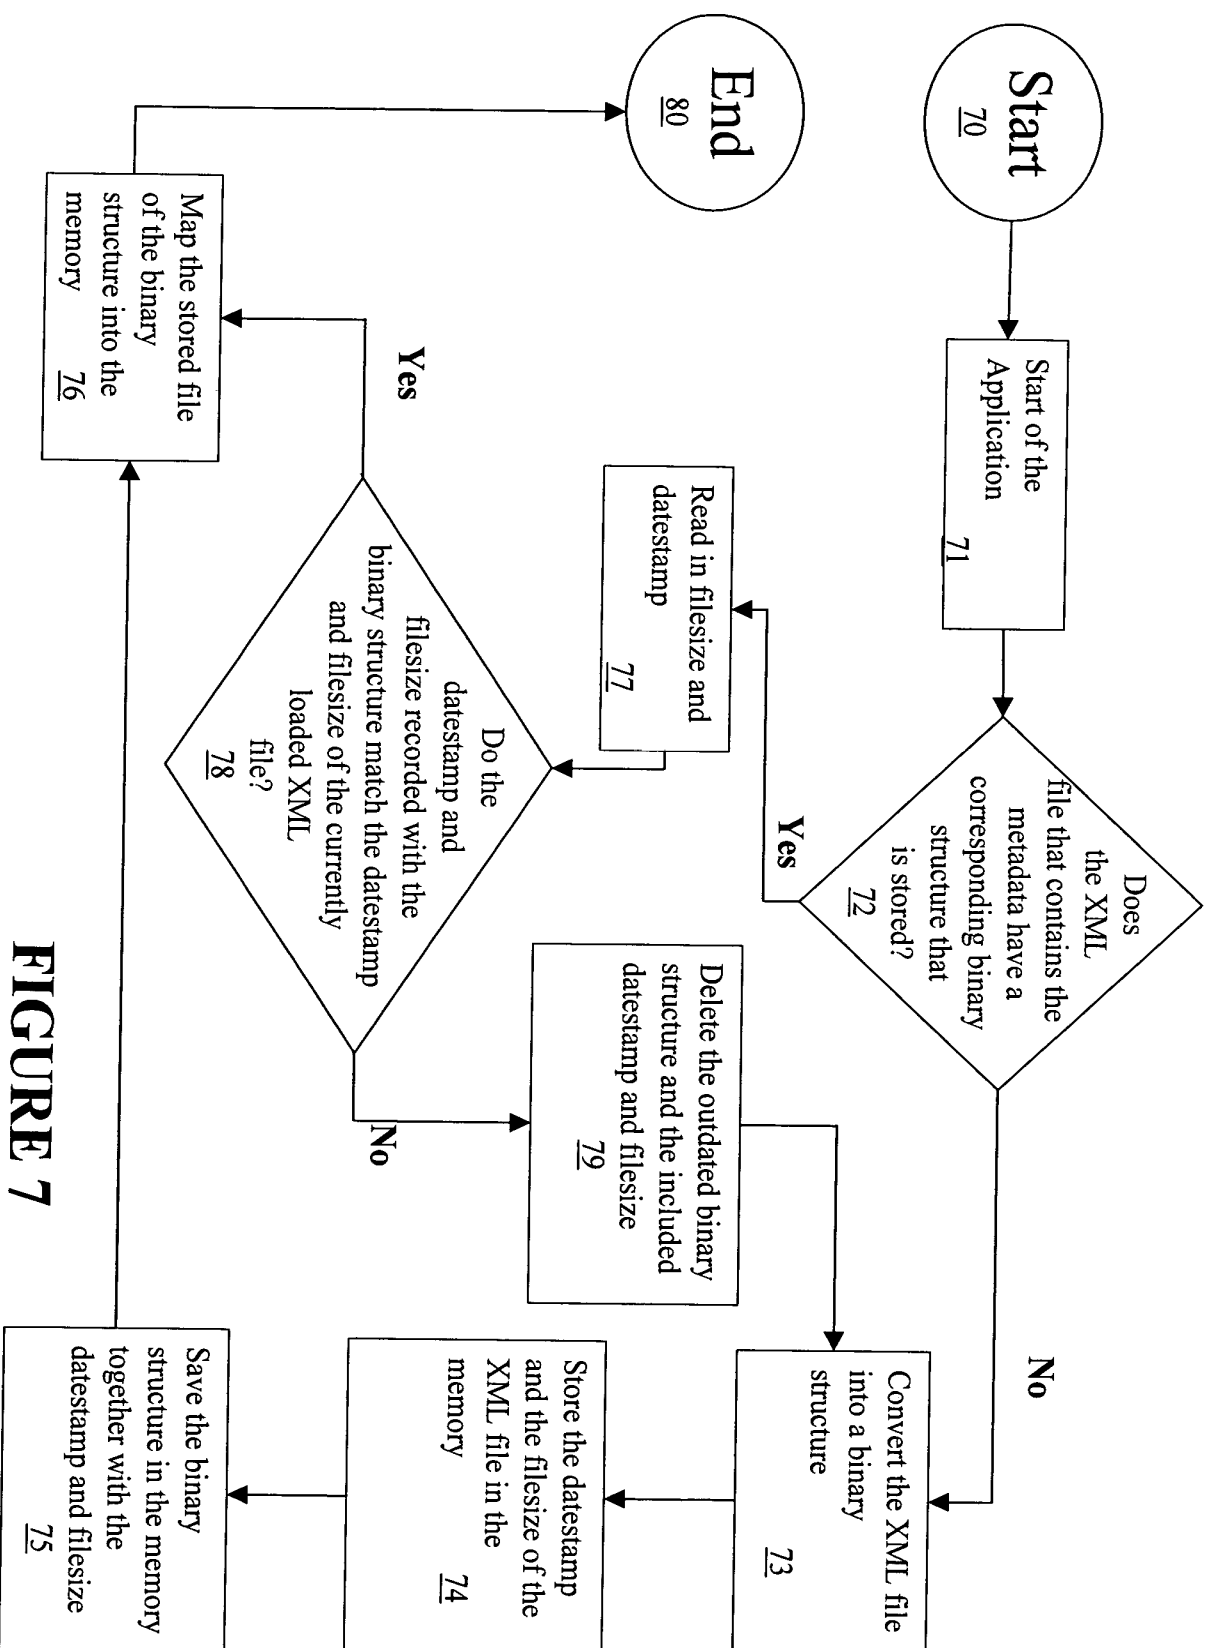 Start
70
Start of the
Application
71
Does
the XML
file that contains the
metadata have a
corresponding binary
structure that
is stored?
72
No
Yes
Convert the XML file
into a binary
structure
73
End
80
Read in filesize and
datestamp
77
Delete the outdated binary
structure and the included
datestamp and filesize
79
Store the datestamp
and the filesize of the
XML file in the
memory
74
Do the
datestamp and
filesize recorded with the
binary structure match the datestamp
and filesize of the currently
loaded XML
file?
78
Yes
No
Map the stored file
of the binary
structure into the
memory
76
Save the binary
structure in the memory
together with the
datestamp and filesize
75
FIGURE 7